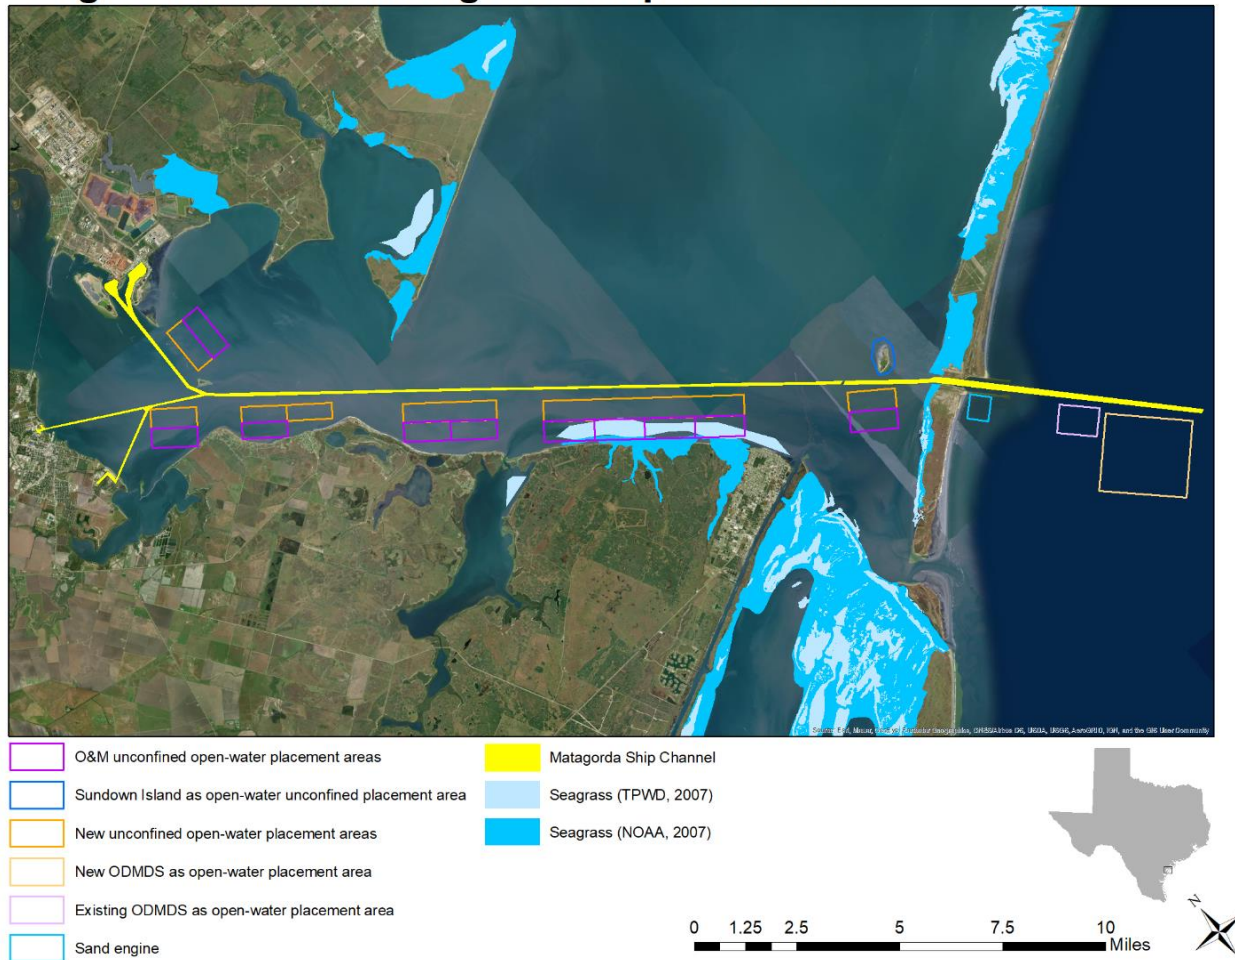 O&M unconfined open-water placement areas
Sundown Island as open-water unconfined placement area
New unconfined open-water placement areas
New ODMDS as open-water placement area
Existing ODMDS as open-water placement area
Sand engine
Matagorda Ship Channel
Seagrass (TPWD, 2007)
Seagrass (NOAA, 2007)
N
0 1.25 2.5 5 7.5 10
Miles